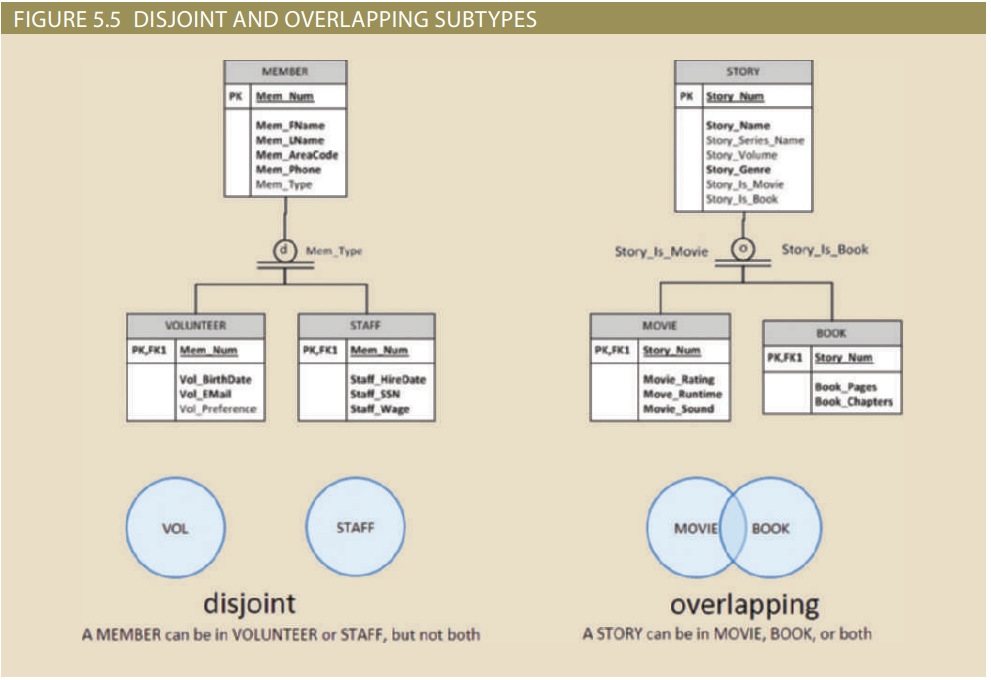 FIGURE 5.5 DISJOINT AND OVERLAPPING SUBTYPES
MEMBER
PK Mem_Num
Mem_FName
Mem_LName
Mem_AreaCode
Mem_Phone
Mem_Type
d Mem_Type
VOLUNTEER
PK,FK1 Mem_Num
Vol_BirthDate
Vol_EMail
Vol_Preference
STAFF
PK,FK1 Mem_Num
Staff_HireDate
Staff_SSN
Staff_Wage
VOL
STAFF
disjoint
A MEMBER can be in VOLUNTEER or STAFF, but not both
STORY
PK Story_Num
Story_Name
Story_Series_Name
Story_Volume
Story_Genre
Story_Is_Movie
Story_Is_Book
Story_Is_Movie o Story_Is_Book
MOVIE
PK,FK1 Story_Num
Movie_Rating
Move_Runtime
Movie_Sound
BOOK
PK,FK1 Story_Num
Book_Pages
Book_Chapters
MOVIE
BOOK
overlapping
A STORY can be in MOVIE, BOOK, or both